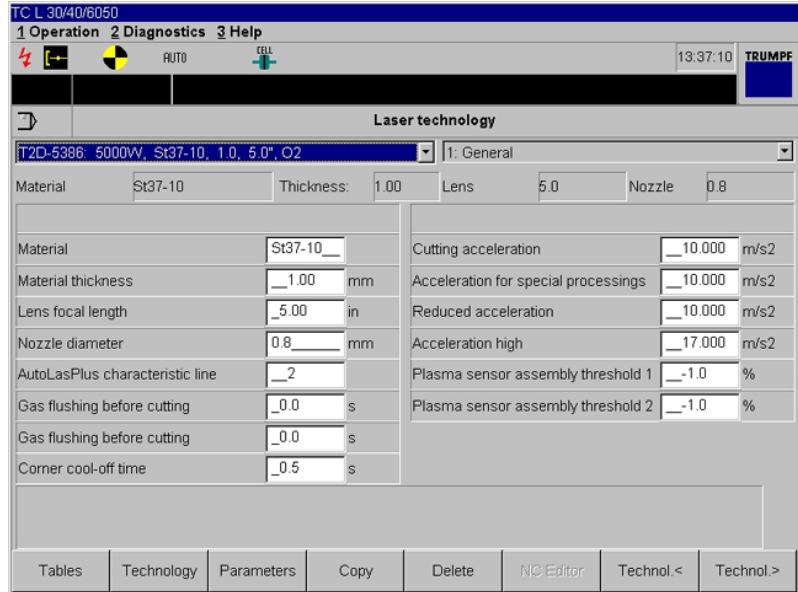 TC L 30/40/6050
1 Operation 2 Diagnostics 3 Help
AUTO CELL 13:37:10 TRUMPF
Laser technology
T2D-5386: 5000W, St37-10, 1.0, 5.0", O2 1: General
Material St37-10 Thickness: 1.00 Lens 5.0 Nozzle 0.8
Material St37-10__ Cutting acceleration __10.000 m/s2
Material thickness __1.00 mm Acceleration for special processings __10.000 m/s2
Lens focal length _5.00 in Reduced acceleration __10.000 m/s2
Nozzle diameter 0.8______ mm Acceleration high __17.000 m/s2
AutoLasPlus characteristic line __2 Plasma sensor assembly threshold 1 __-1.0 %
Gas flushing before cutting _0.0 s Plasma sensor assembly threshold 2 __-1.0 %
Gas flushing before cutting _0.0 s
Corner cool-off time _0.5 s
Tables Technology Parameters Copy Delete NC Editor Technol.< Technol.>